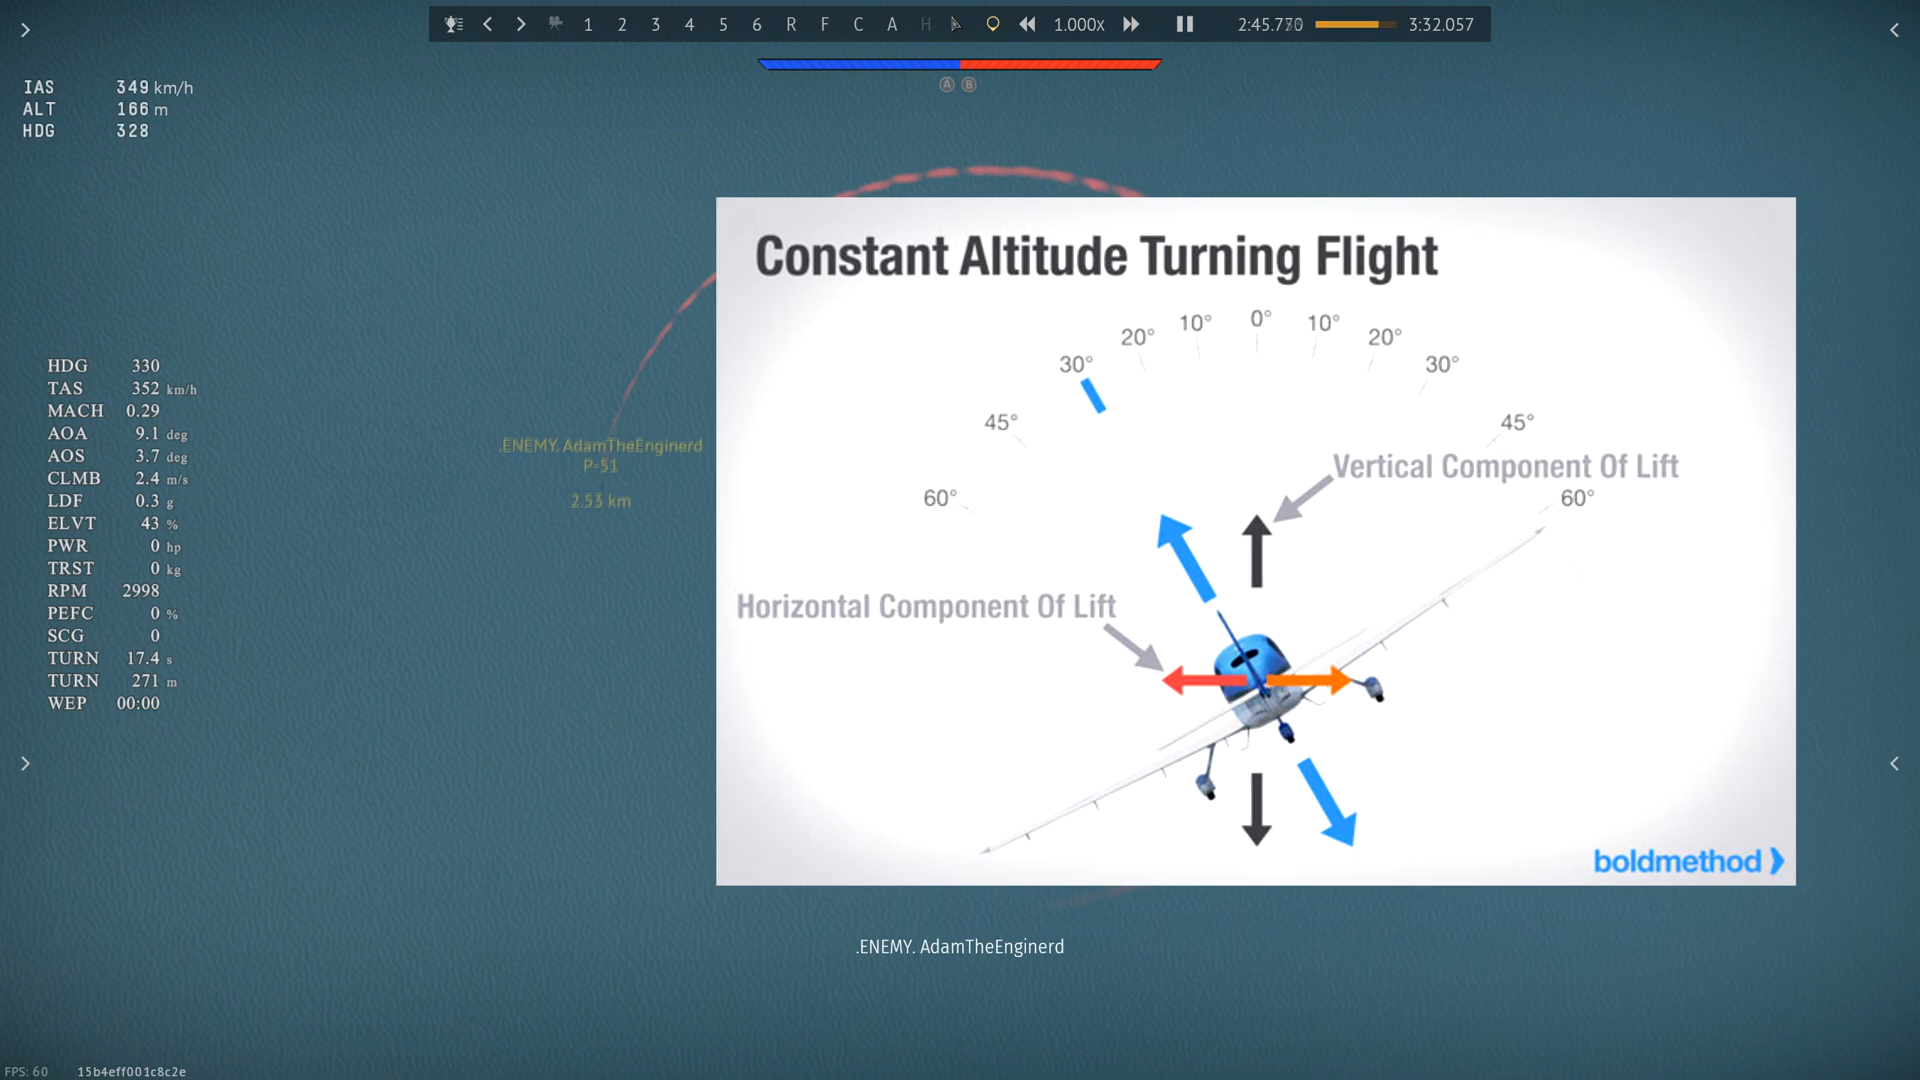 1 2 3 4 5 6 R F C A H 1.000x 3:32.057
A B
IAS 349 km/h
ALT 166 m
HDG 328
Constant Altitude Turning Flight
0°
10° 10°
20° 20°
30° 30°
45° 45°
60° 60°
Vertical Component Of Lift
Horizontal Component Of Lift
boldmethod
HDG 330
TAS 352 km/h
MACH 0.29
AOA 9.1 deg
AOS 3.7 deg
CLMB 2.4 m/s
LDF 0.3 g
ELVT 43 %
PWR 0 hp
TRST 0 kg
RPM 2998
PEFC 0 %
SCG 0
TURN 17.4 s
TURN 271 m
WEP 00:00
.ENEMY. AdamTheEnginerd
P-51
2.53 km
.ENEMY. AdamTheEnginerd
FPS: 60 15b4eff001c8c2e